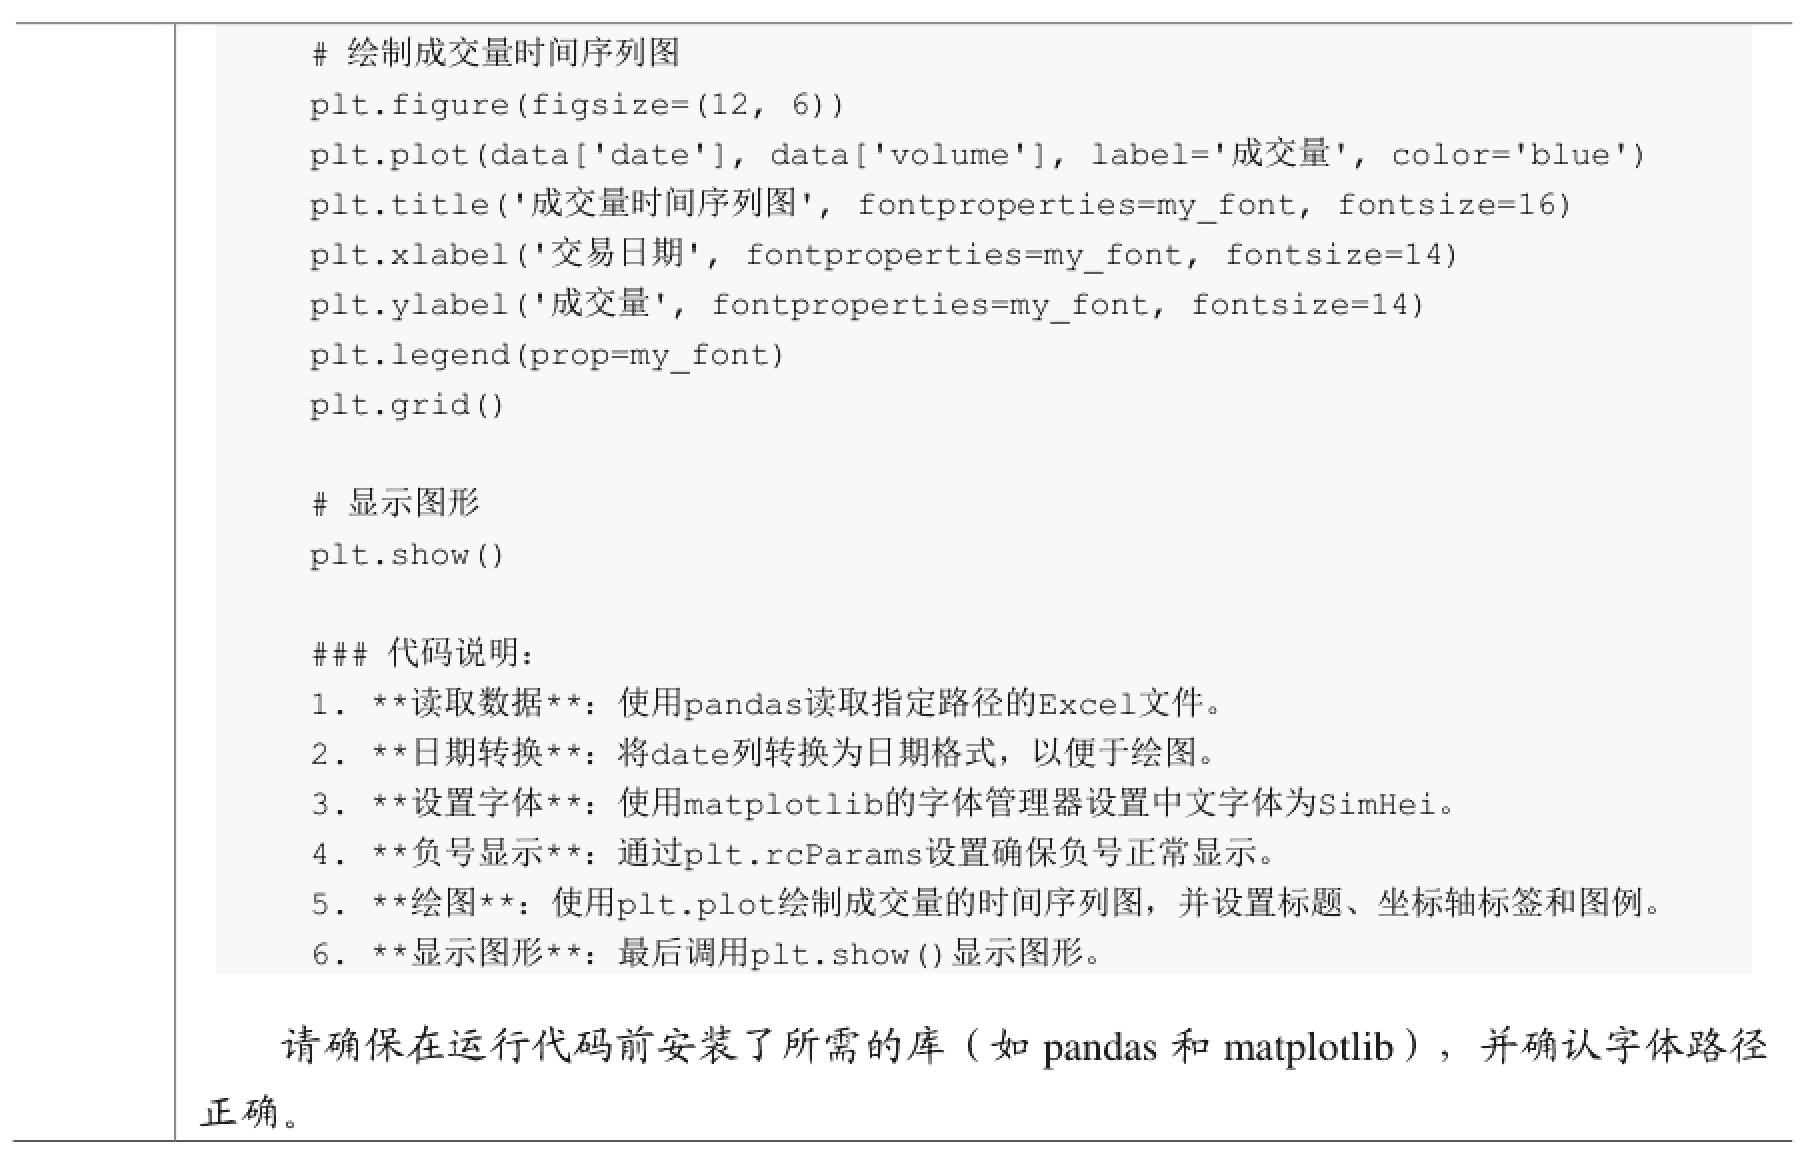 # 绘制成交量时间序列图
plt.figure(figsize=(12, 6))
plt.plot(data['date'], data['volume'], label='成交量', color='blue')
plt.title('成交量时间序列图', fontproperties=my_font, fontsize=16)
plt.xlabel('交易日期', fontproperties=my_font, fontsize=14)
plt.ylabel('成交量', fontproperties=my_font, fontsize=14)
plt.legend(prop=my_font)
plt.grid()
# 显示图形
plt.show()
### 代码说明：
1. **读取数据**：使用pandas读取指定路径的Excel文件。
2. **日期转换**：将date列转换为日期格式，以便于绘图。
3. **设置字体**：使用matplotlib的字体管理器设置中文字体为SimHei。
4. **负号显示**：通过plt.rcParams设置确保负号正常显示。
5. **绘图**：使用plt.plot绘制成交量的时间序列图，并设置标题、坐标轴标签和图例。
6. **显示图形**：最后调用plt.show()显示图形。
请确保在运行代码前安装了所需的库（如 pandas 和 matplotlib），并确认字体路径
正确。